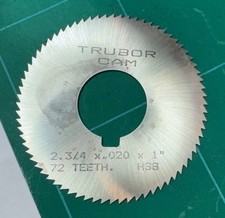 TRUBOR
CAM
2.3/4 x.020 x 1"
72 TEETH. HSS